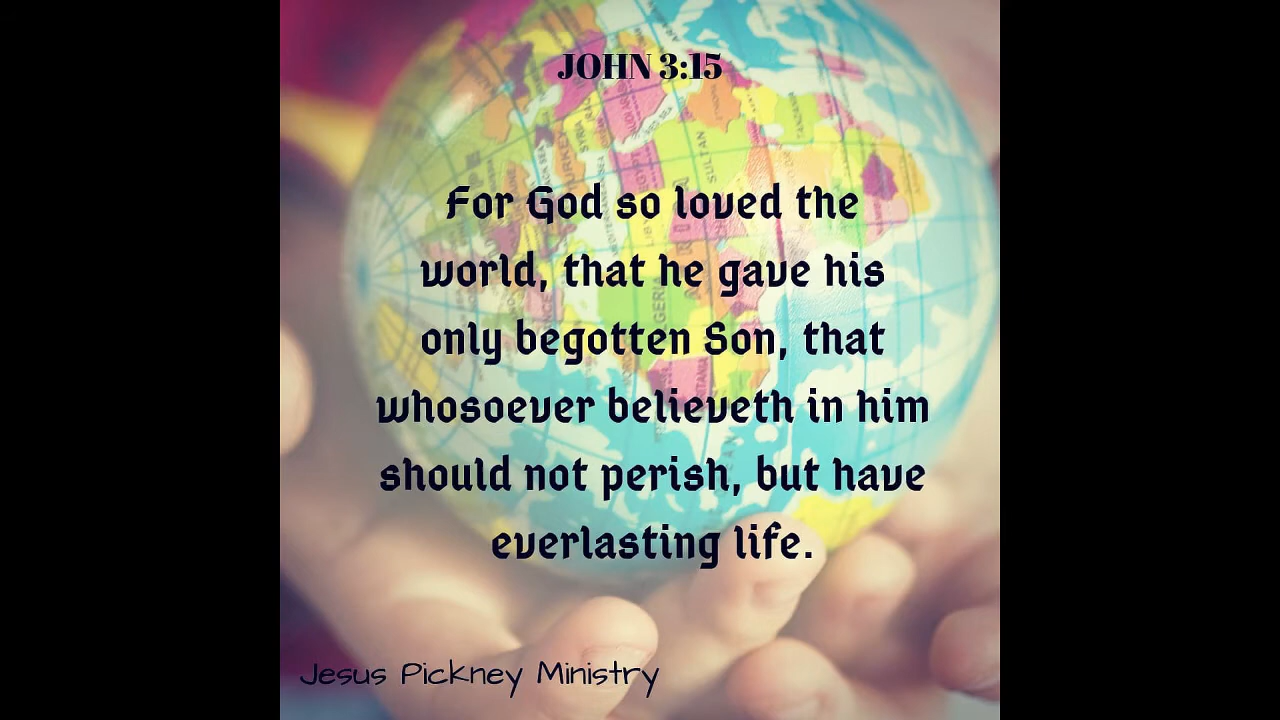 JOHN 3:15
For God so loved the
world, that he gave his
only begotten Son, that
whosoever believeth in him
should not perish, but have
everlasting life.
Jesus Pickney Ministry